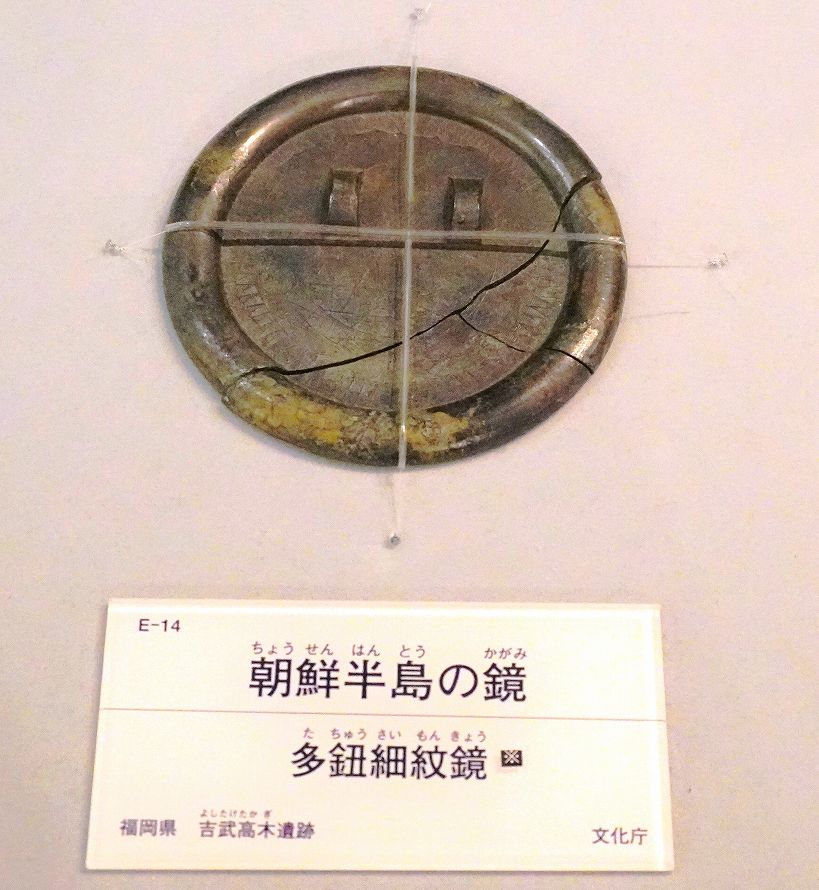 E-14
ちょう せん はん とう かがみ
朝鮮半島の鏡
た ちゅう さい もん きょう
多鈕細紋鏡 ※
よしたけたか ぎ
福岡県 吉武高木遺跡 文化庁